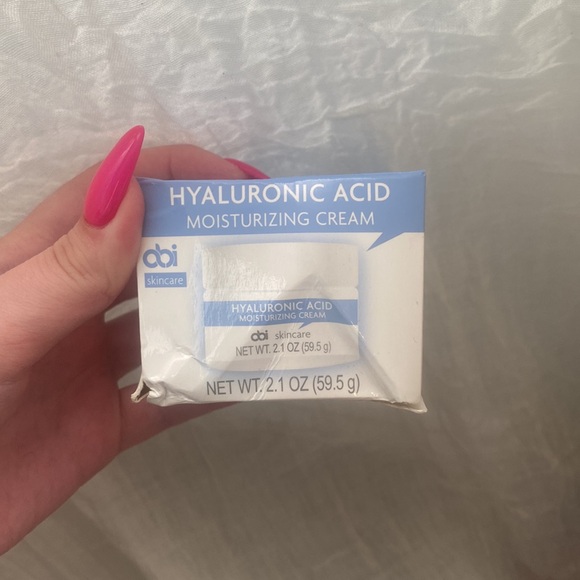 HYALURONIC ACID
MOISTURIZING CREAM
obi
skincare
HYALURONIC ACID
MOISTURIZING CREAM
obi skincare
NET WT. 2.1 OZ (59.5 g)
NET WT. 2.1 OZ (59.5 g)